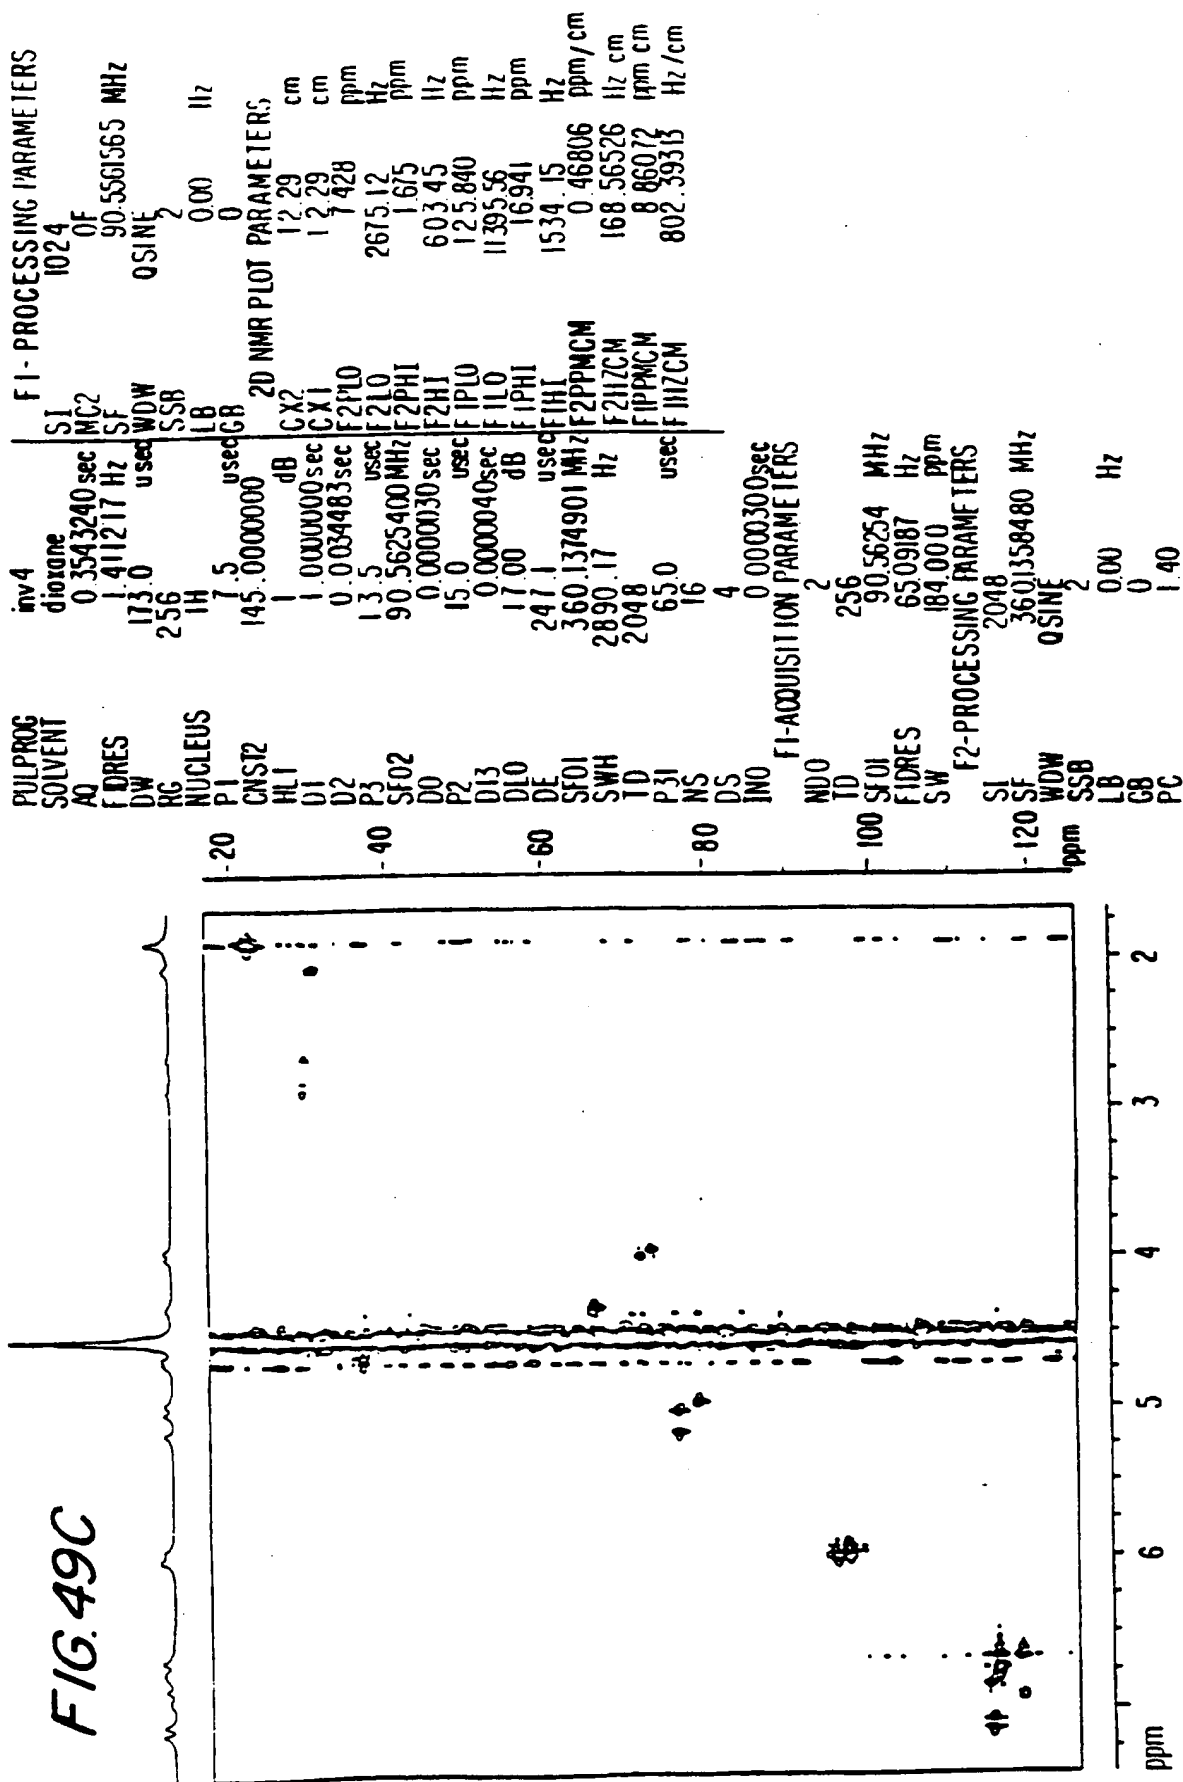 FIG. 49C
-20
-40
-60
-80
-100
-120
ppm
ppm
6
5
4
3
2
PULPROG inv4
SOLVENT dioxane
AQ 0.3543240 sec
FIDRES 1.411217 Hz
DW 173.0 usec
RG 256
NUCLEUS 1H
P1 7.5 usec
CNST2 145.0000000
HL1 1 dB
D1 1.0000000 sec
D2 0.0034483 sec
P3 13.5 usec
SFO2 90.5625400 MHz
D0 0.0000030 sec
P2 15.0 usec
D13 0.0000040 sec
DL0 17.00 dB
DE 247.1 usec
SFO1 360.1374901 MHz
SWH 2890.17 Hz
TD 2048
P31 65.0 usec
NS 16
DS 4
IN0 0.0000300 sec
F1-ACQUISITION PARAMETERS
ND0 2
TD 256
SFO1 90.56254 MHz
FIDRES 65.09187 Hz
SW 184.000 ppm
F2-PROCESSING PARAMETERS
SI 2048
SF 360.1358480 MHz
WDW QSINE
SSB 2
LB 0.00 Hz
GB 0
PC 1.40
F1-PROCESSING PARAMETERS
SI 1024
MC2 QF
SF 90.5561565 MHz
WDW QSINE
SSB 2
LB 0.00 Hz
GB 0
2D NMR PLOT PARAMETERS
CX2 12.29 cm
CX1 12.29 cm
F2PLO 7.428 ppm
F2LO 2675.12 Hz
F2PHI 1.675 ppm
F2HI 603.45 Hz
F1PLO 125.840 ppm
F1LO 11395.56 Hz
F1PHI 16.941 ppm
F1HI 1534.15 Hz
F2PPMCM 0.46806 ppm/cm
F2HZCM 168.56526 Hz cm
F1PPMCM 8.86072 ppm cm
F1HZCM 802.39313 Hz/cm